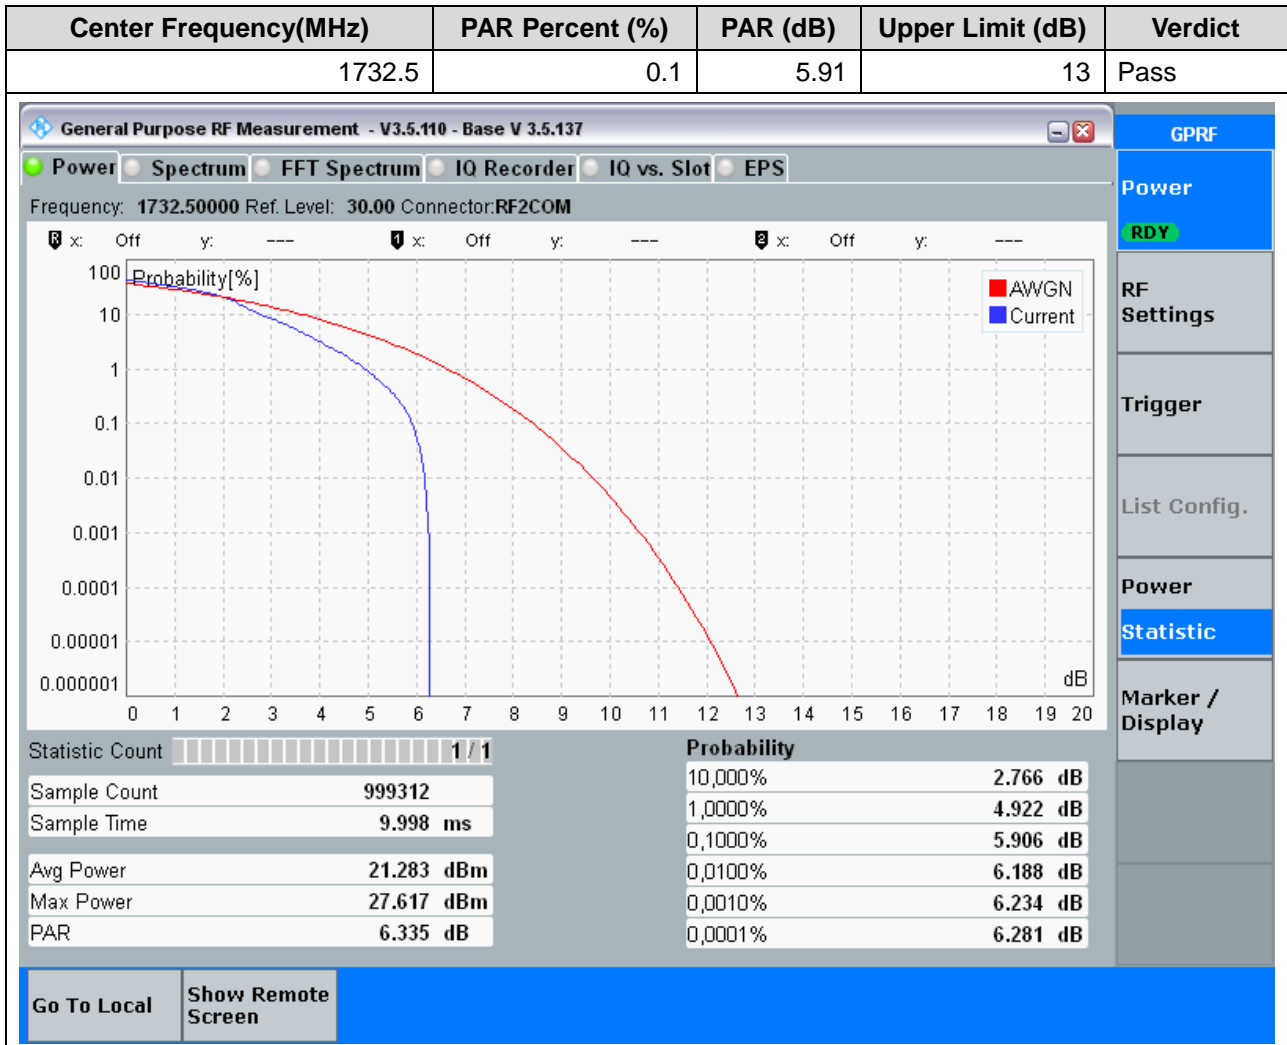 Center Frequency(MHz) PAR Percent (%) PAR (dB) Upper Limit (dB) Verdict
1732.5 0.1 5.91 13 Pass
General Purpose RF Measurement - V3.5.110 - Base V 3.5.137
GPRF
Power Spectrum FFT Spectrum IQ Recorder IQ vs. Slot EPS
Frequency: 1732.50000 Ref. Level: 30.00 Connector:RF2COM
R x: Off y: --- 1 x: Off y: --- 2 x: Off y: ---
Probability[%]
100
10
1
0.1
0.01
0.001
0.0001
0.00001
0.000001
AWGN
Current
dB
0 1 2 3 4 5 6 7 8 9 10 11 12 13 14 15 16 17 18 19 20
Statistic Count 1 / 1
Sample Count 999312
Sample Time 9.998 ms
Avg Power 21.283 dBm
Max Power 27.617 dBm
PAR 6.335 dB
Probability
10,000% 2.766 dB
1,0000% 4.922 dB
0,1000% 5.906 dB
0,0100% 6.188 dB
0,0010% 6.234 dB
0,0001% 6.281 dB
Power
RDY
RF
Settings
Trigger
List Config.
Power
Statistic
Marker /
Display
Go To Local
Show Remote
Screen